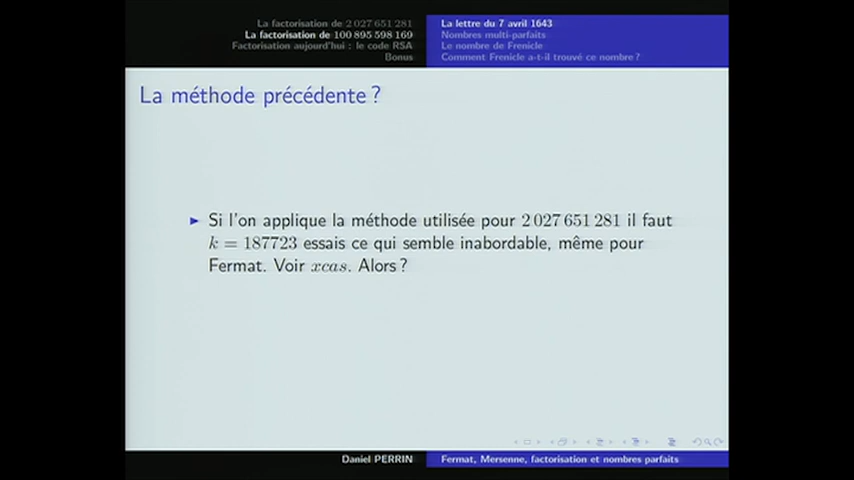 La factorisation de 2 027 651 281
La factorisation de 100 895 598 169
Factorisation aujourd'hui : le code RSA
Bonus
La lettre du 7 avril 1643
Nombres multi-parfaits
Le nombre de Frenicle
Comment Frenicle a-t-il trouvé ce nombre ?
La méthode précédente ?
Si l'on applique la méthode utilisée pour 2 027 651 281 il faut
k = 187723 essais ce qui semble inabordable, même pour
Fermat. Voir xcas. Alors ?
Daniel PERRIN
Fermat, Mersenne, factorisation et nombres parfaits